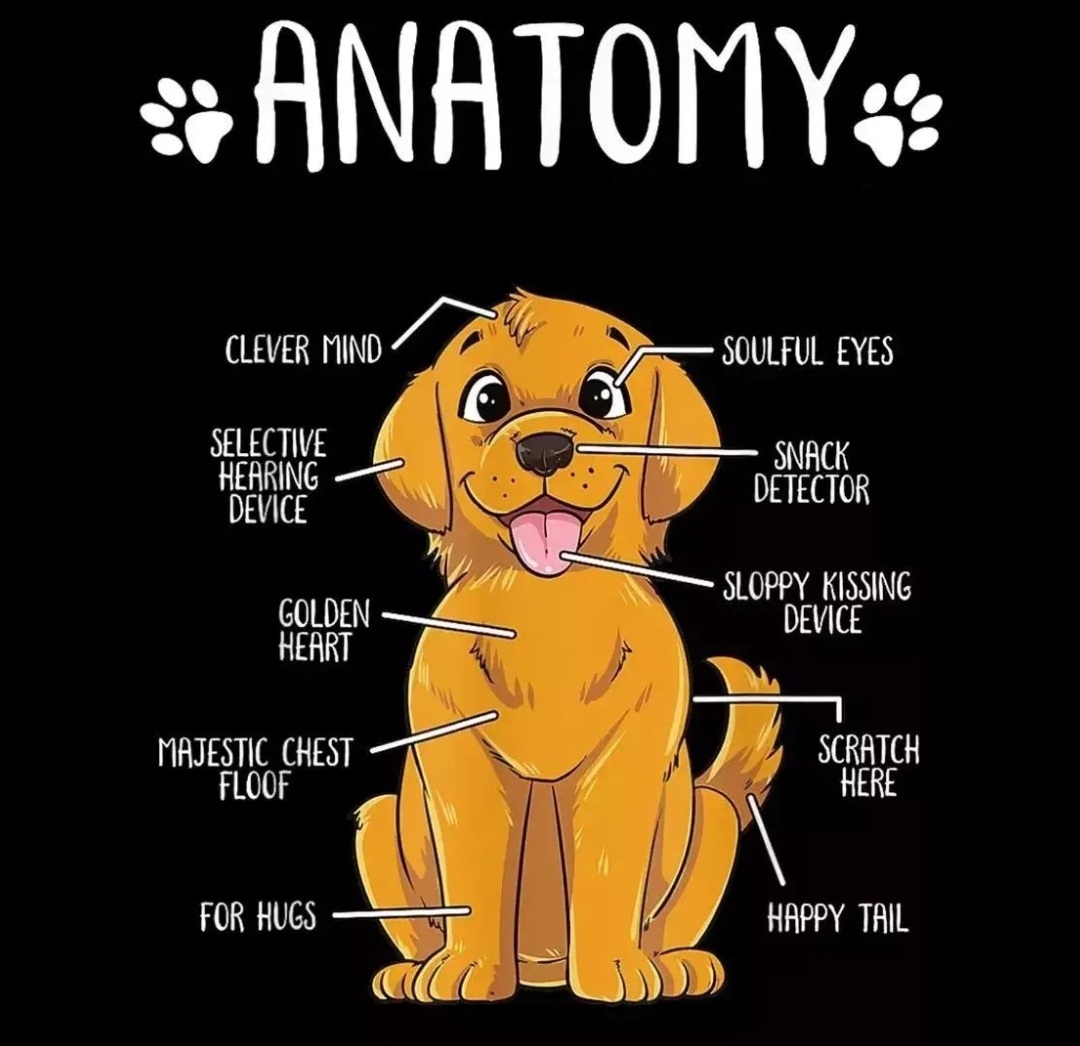 ANATOMY
CLEVER MIND
SOULFUL EYES
SELECTIVE
HEARING
DEVICE
SNACK
DETECTOR
SLOPPY KISSING
DEVICE
GOLDEN
HEART
MAJESTIC CHEST
FLOOF
SCRATCH
HERE
FOR HUGS
HAPPY TAIL